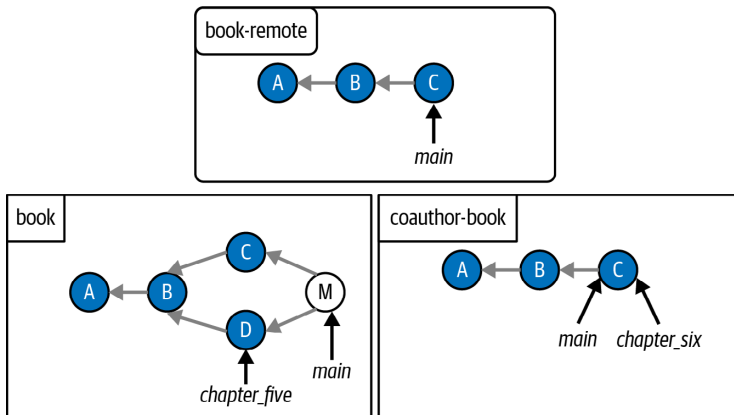 book-remote
A B C
main
book
C
A B M
D
main
chapter_five
coauthor-book
A B C
main chapter_six